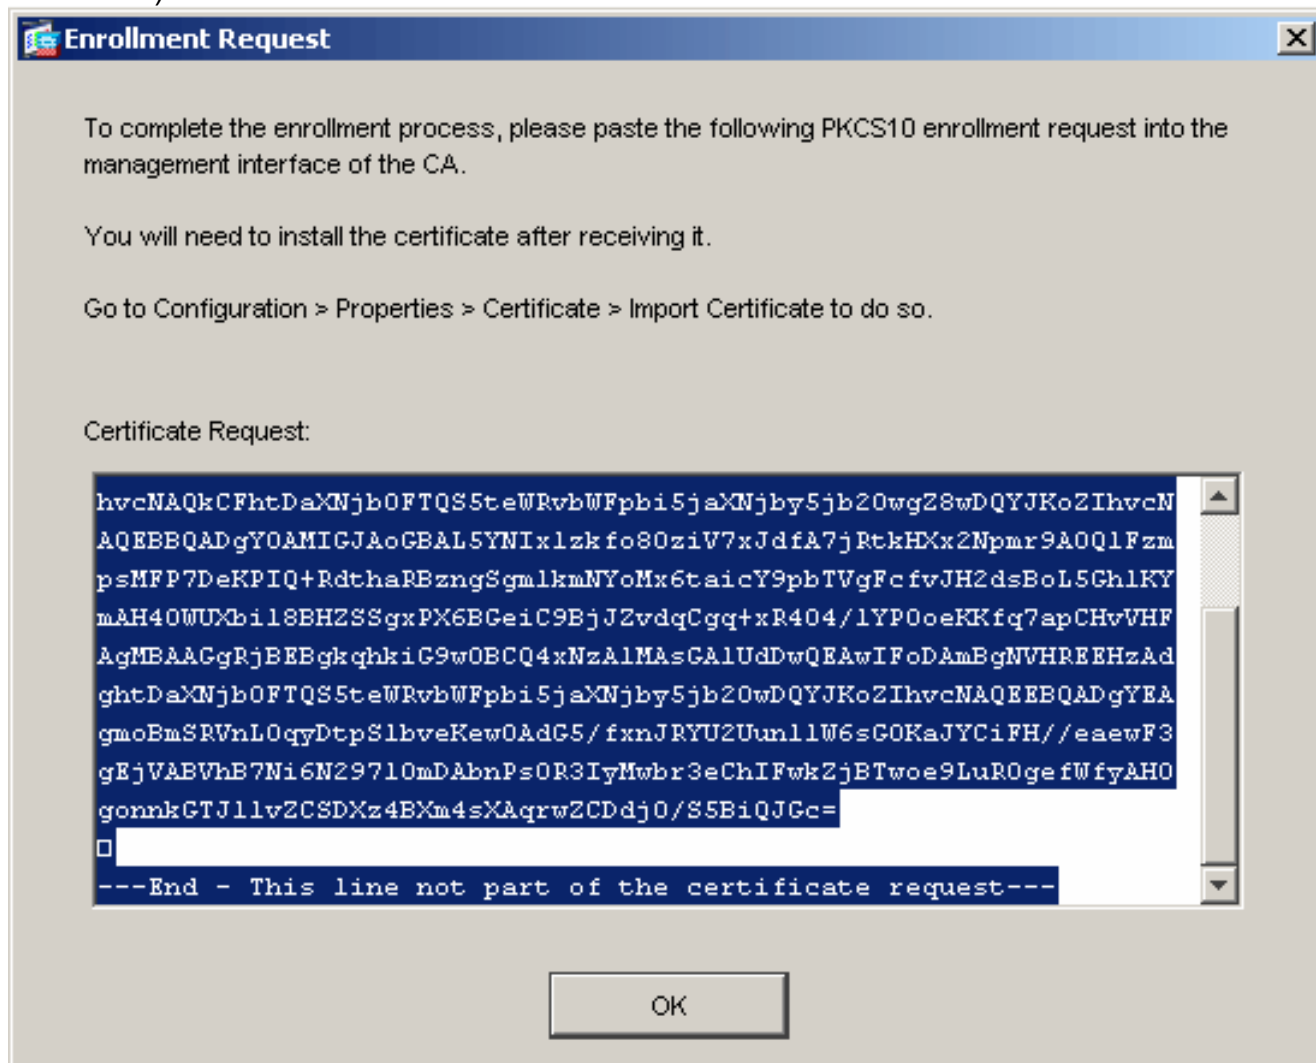 Enrollment Request
To complete the enrollment process, please paste the following PKCS10 enrollment request into the
management interface of the CA.
You will need to install the certificate after receiving it.
Go to Configuration > Properties > Certificate > Import Certificate to do so.
Certificate Request:
hvcNAQkCFhtDaXNjb0FTQS5teWRvbWFpbi5jaXNjby5jb20wgZ8wDQYJKoZIhvcN
AQEBBQADgY0AMIGJAoGBAL5YNIxlzkfo80ziV7xJdfA7jRtkHXx2Npmr9A0QlFzm
psMFP7DeKPIQ+RdthaRBzngSgmlkmNYoMx6taicY9pbTVgFcfvJH2dsBoL5GhlKY
mAH40WUXbil8BHZSSgxPX6BGeiC9BjJZvdqCgq+xR404/lYP0oeKKfq7apCHvVHF
AgMBAAGgRjBEBgkqhkiG9w0BCQ4xNzA1MAsGA1UdDwQEAwIFoDAmBgNVHREEHzAd
ghtDaXNjb0FTQS5teWRvbWFpbi5jaXNjby5jb20wDQYJKoZIhvcNAQEEBQADgYEA
gmoBmSRVnL0qyDtpSlbveKew0AdG5/fxnJRYU2UunllW6sG0KaJYCiFH//eaewF3
gEjVABVhB7Ni6N297l0mDAbnPs0R3IyMwbr3eChIFwkZjBTwoe9LuR0gefWfyAH0
gonnkGTJllvZCSDXz4BXm4sXAqrwZCDdj0/S5BiQJGc=
---End - This line not part of the certificate request---
OK